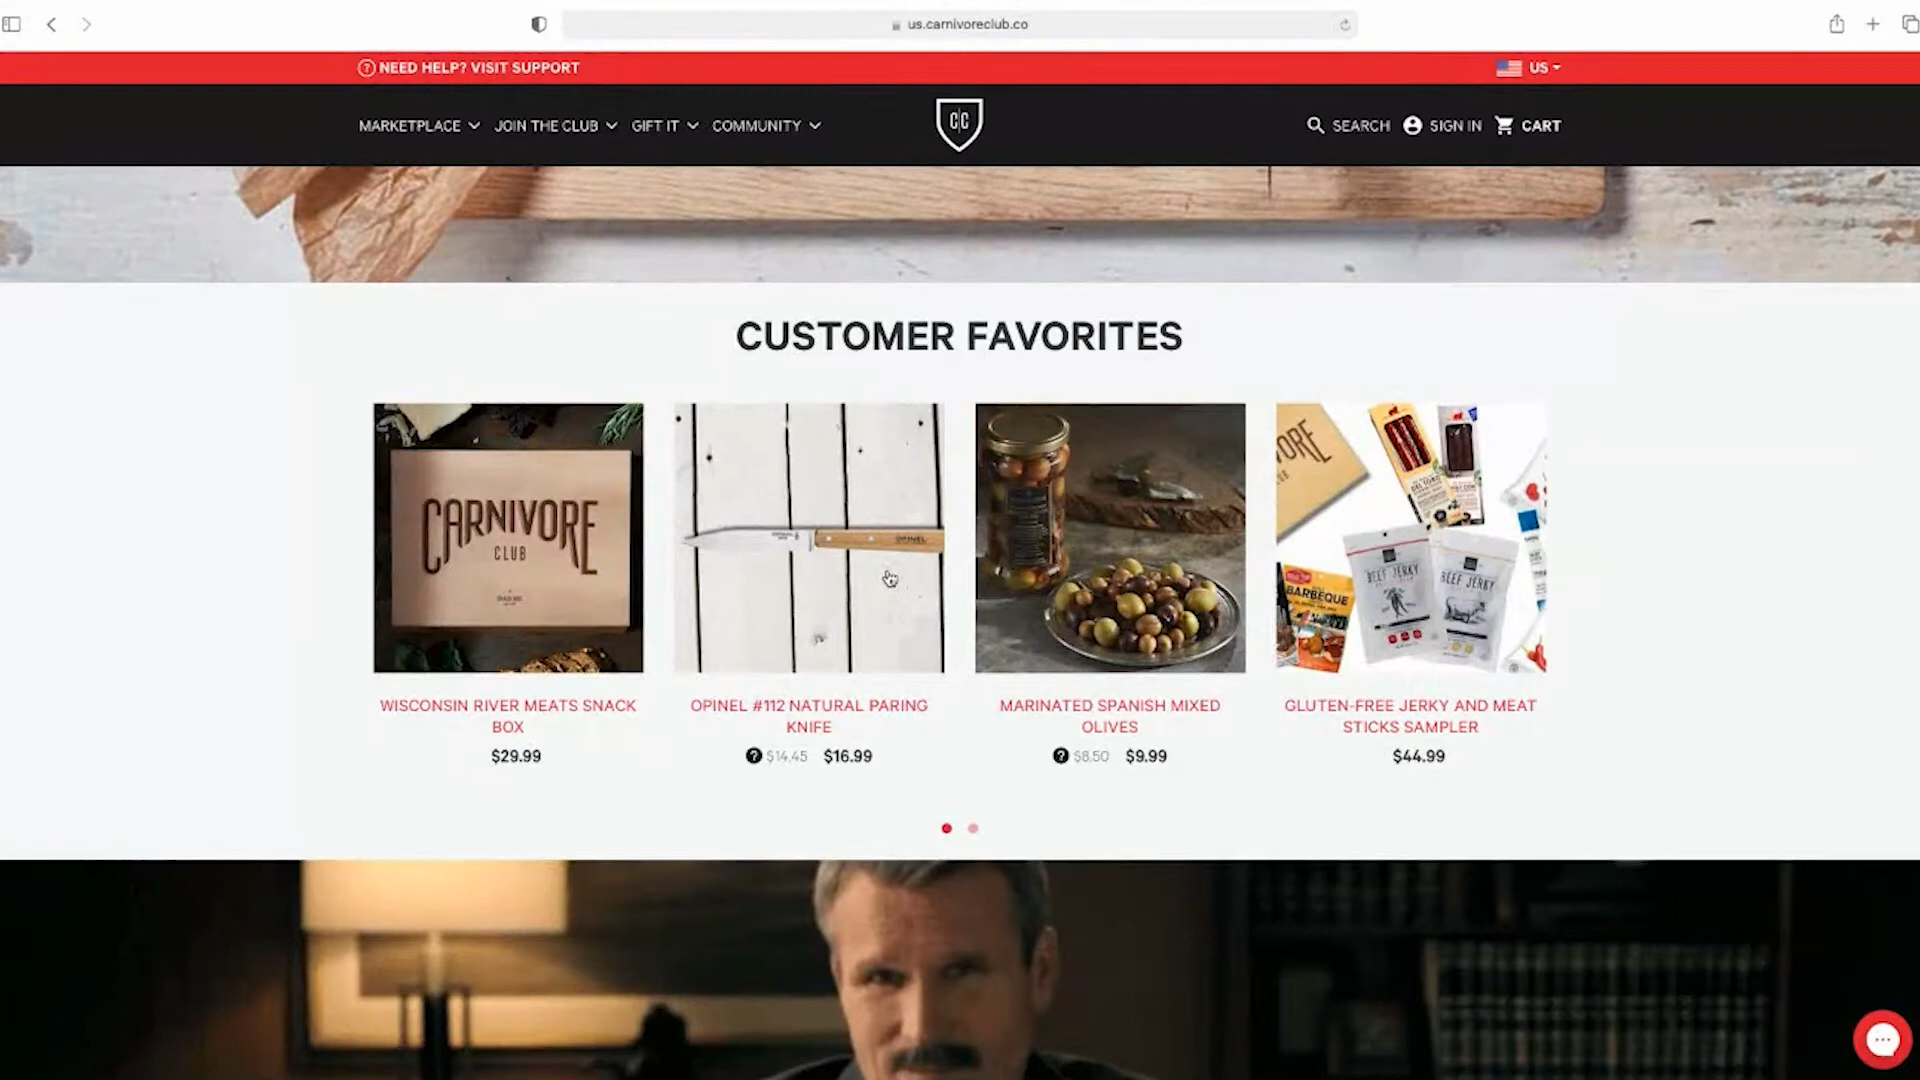 us.carnivoreclub.co
NEED HELP? VISIT SUPPORT
US
MARKETPLACE
JOIN THE CLUB
GIFT IT
COMMUNITY
C|C
SEARCH
SIGN IN
CART
CUSTOMER FAVORITES
CARNIVORE
CLUB
OPINEL
BARBEQUE
BEEF JERKY
BEEF JERKY
WISCONSIN RIVER MEATS SNACK
BOX
$29.99
OPINEL #112 NATURAL PARING
KNIFE
$14.45 $16.99
MARINATED SPANISH MIXED
OLIVES
$8.50 $9.99
GLUTEN-FREE JERKY AND MEAT
STICKS SAMPLER
$44.99